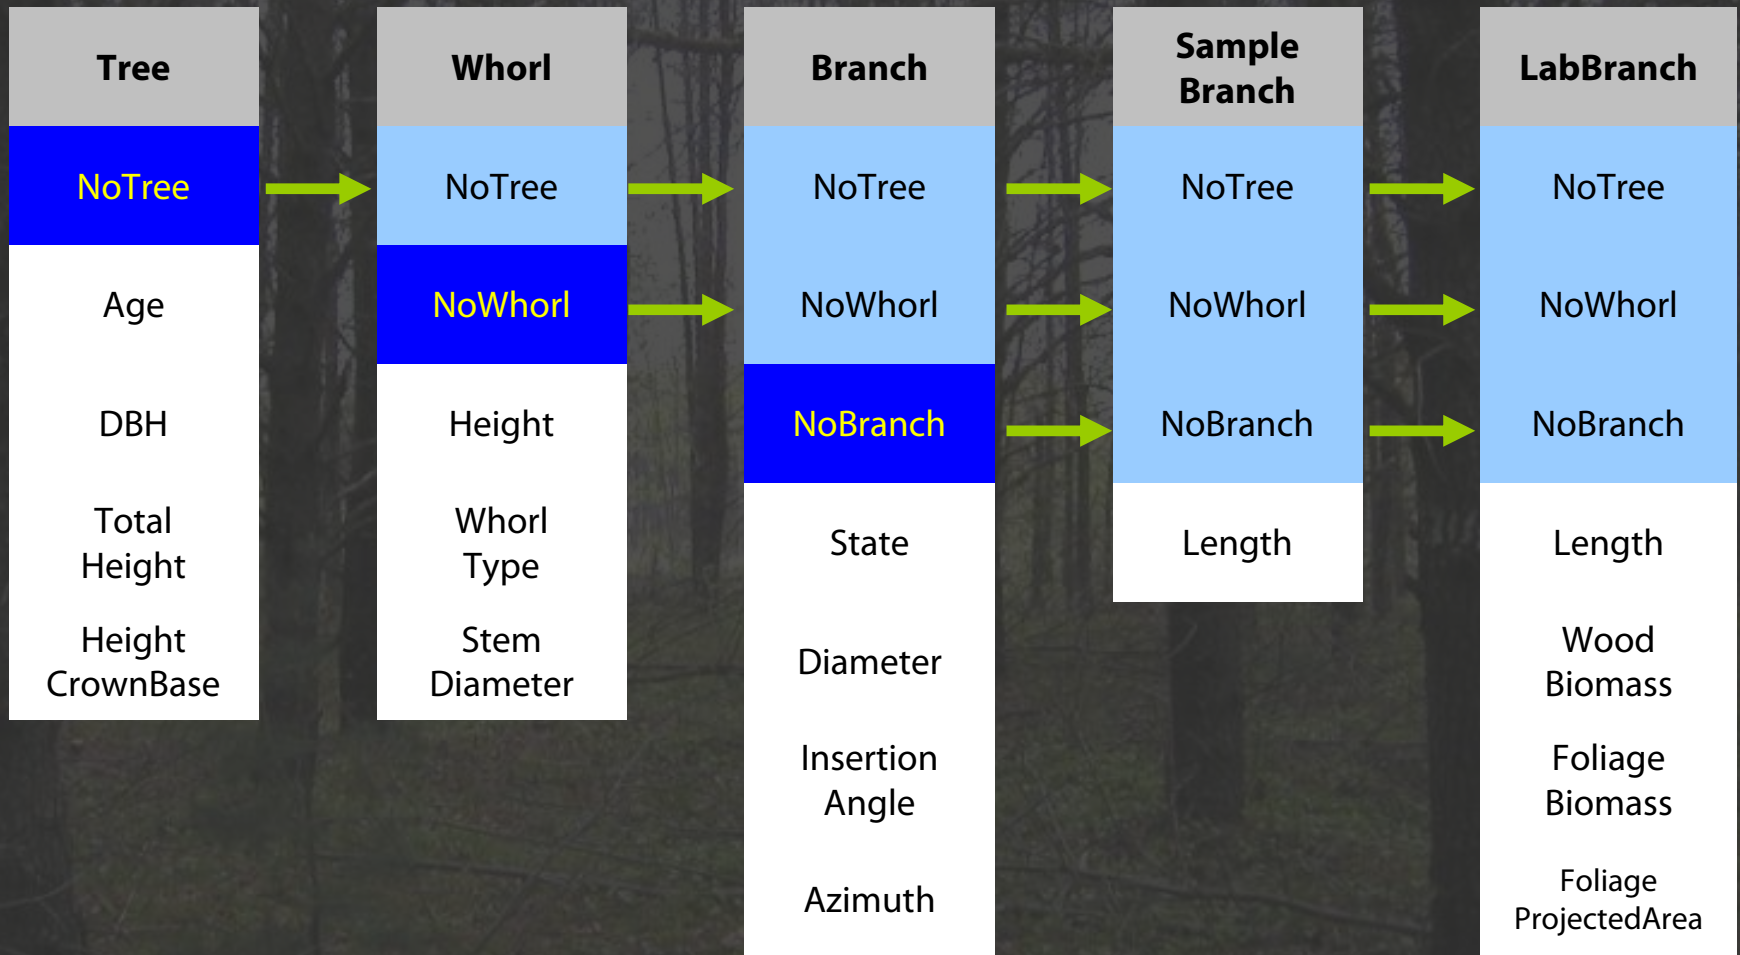 Tree
NoTree
Age
DBH
Total
Height
Height
CrownBase
Whorl
NoTree
NoWhorl
Height
Whorl
Type
Stem
Diameter
Branch
NoTree
NoWhorl
NoBranch
State
Diameter
Insertion
Angle
Azimuth
Sample
Branch
NoTree
NoWhorl
NoBranch
Length
LabBranch
NoTree
NoWhorl
NoBranch
Length
Wood
Biomass
Foliage
Biomass
Foliage
ProjectedArea